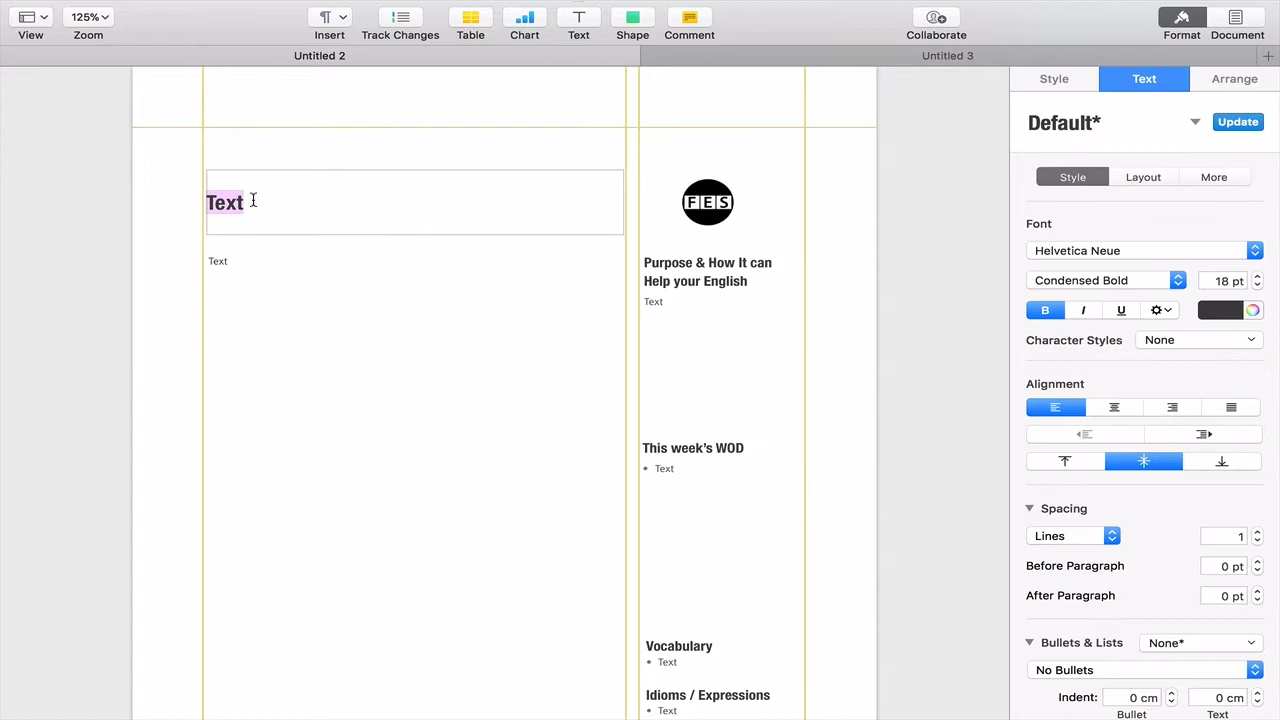 View
125%
Zoom
Insert
Track Changes
Table
Chart
Text
Shape
Comment
Collaborate
Format
Document
Untitled 2
Untitled 3
Style
Text
Arrange
Default*
Update
Style
Layout
More
Font
Helvetica Neue
Condensed Bold
18 pt
B
I
U
Character Styles
None
Alignment
Spacing
Lines
1
Before Paragraph
0 pt
After Paragraph
0 pt
Bullets & Lists
None*
No Bullets
Indent:
0 cm
0 cm
Bullet
Text
Text
Text
FES
Purpose & How It can
Help your English
Text
This week's WOD
• Text
Vocabulary
• Text
Idioms / Expressions
• Text